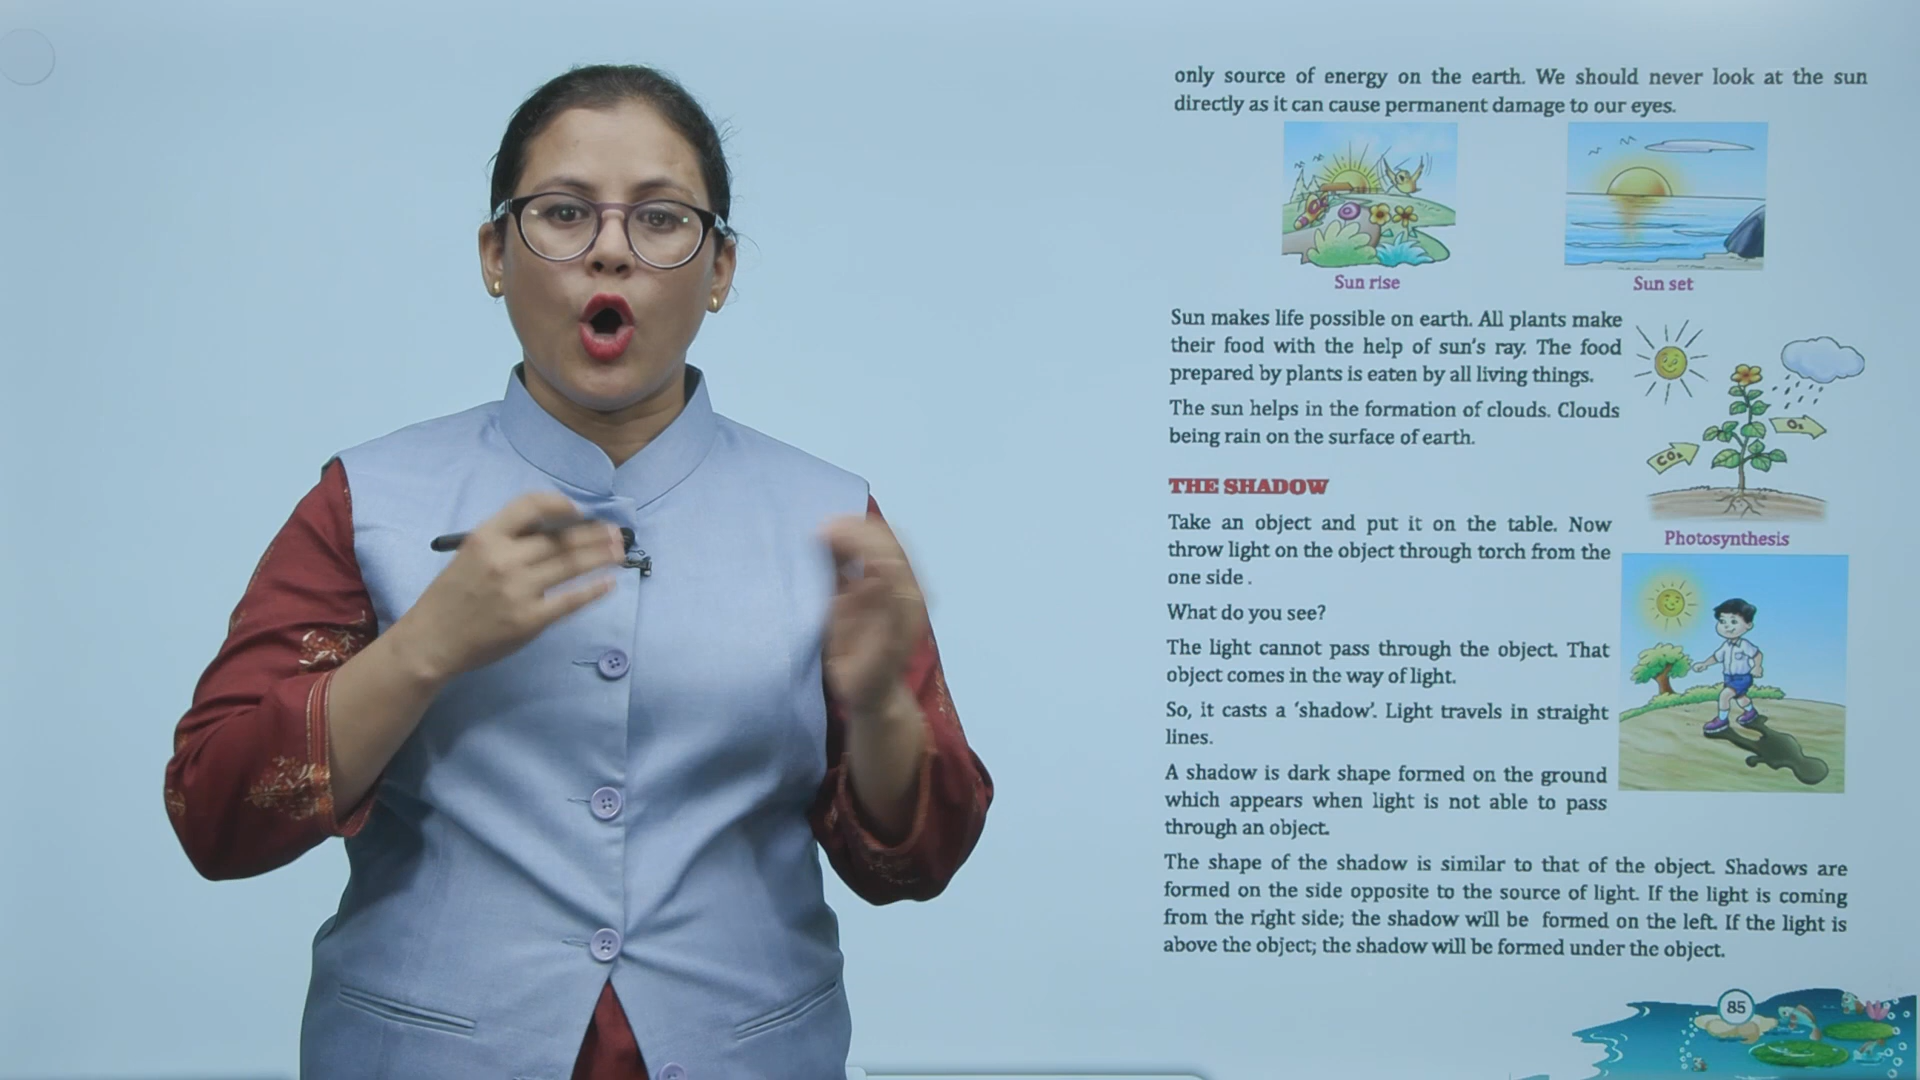 only source of energy on the earth. We should never look at the sun
directly as it can cause permanent damage to our eyes.
Sun rise
Sun set
Sun makes life possible on earth. All plants make
their food with the help of sun's ray. The food
prepared by plants is eaten by all living things.
The sun helps in the formation of clouds. Clouds
being rain on the surface of earth.
O₂
CO₂
Photosynthesis
THE SHADOW
Take an object and put it on the table. Now
throw light on the object through torch from the
one side .
What do you see?
The light cannot pass through the object. That
object comes in the way of light.
So, it casts a 'shadow'. Light travels in straight
lines.
A shadow is dark shape formed on the ground
which appears when light is not able to pass
through an object.
The shape of the shadow is similar to that of the object. Shadows are
formed on the side opposite to the source of light. If the light is coming
from the right side; the shadow will be formed on the left. If the light is
above the object; the shadow will be formed under the object.
85